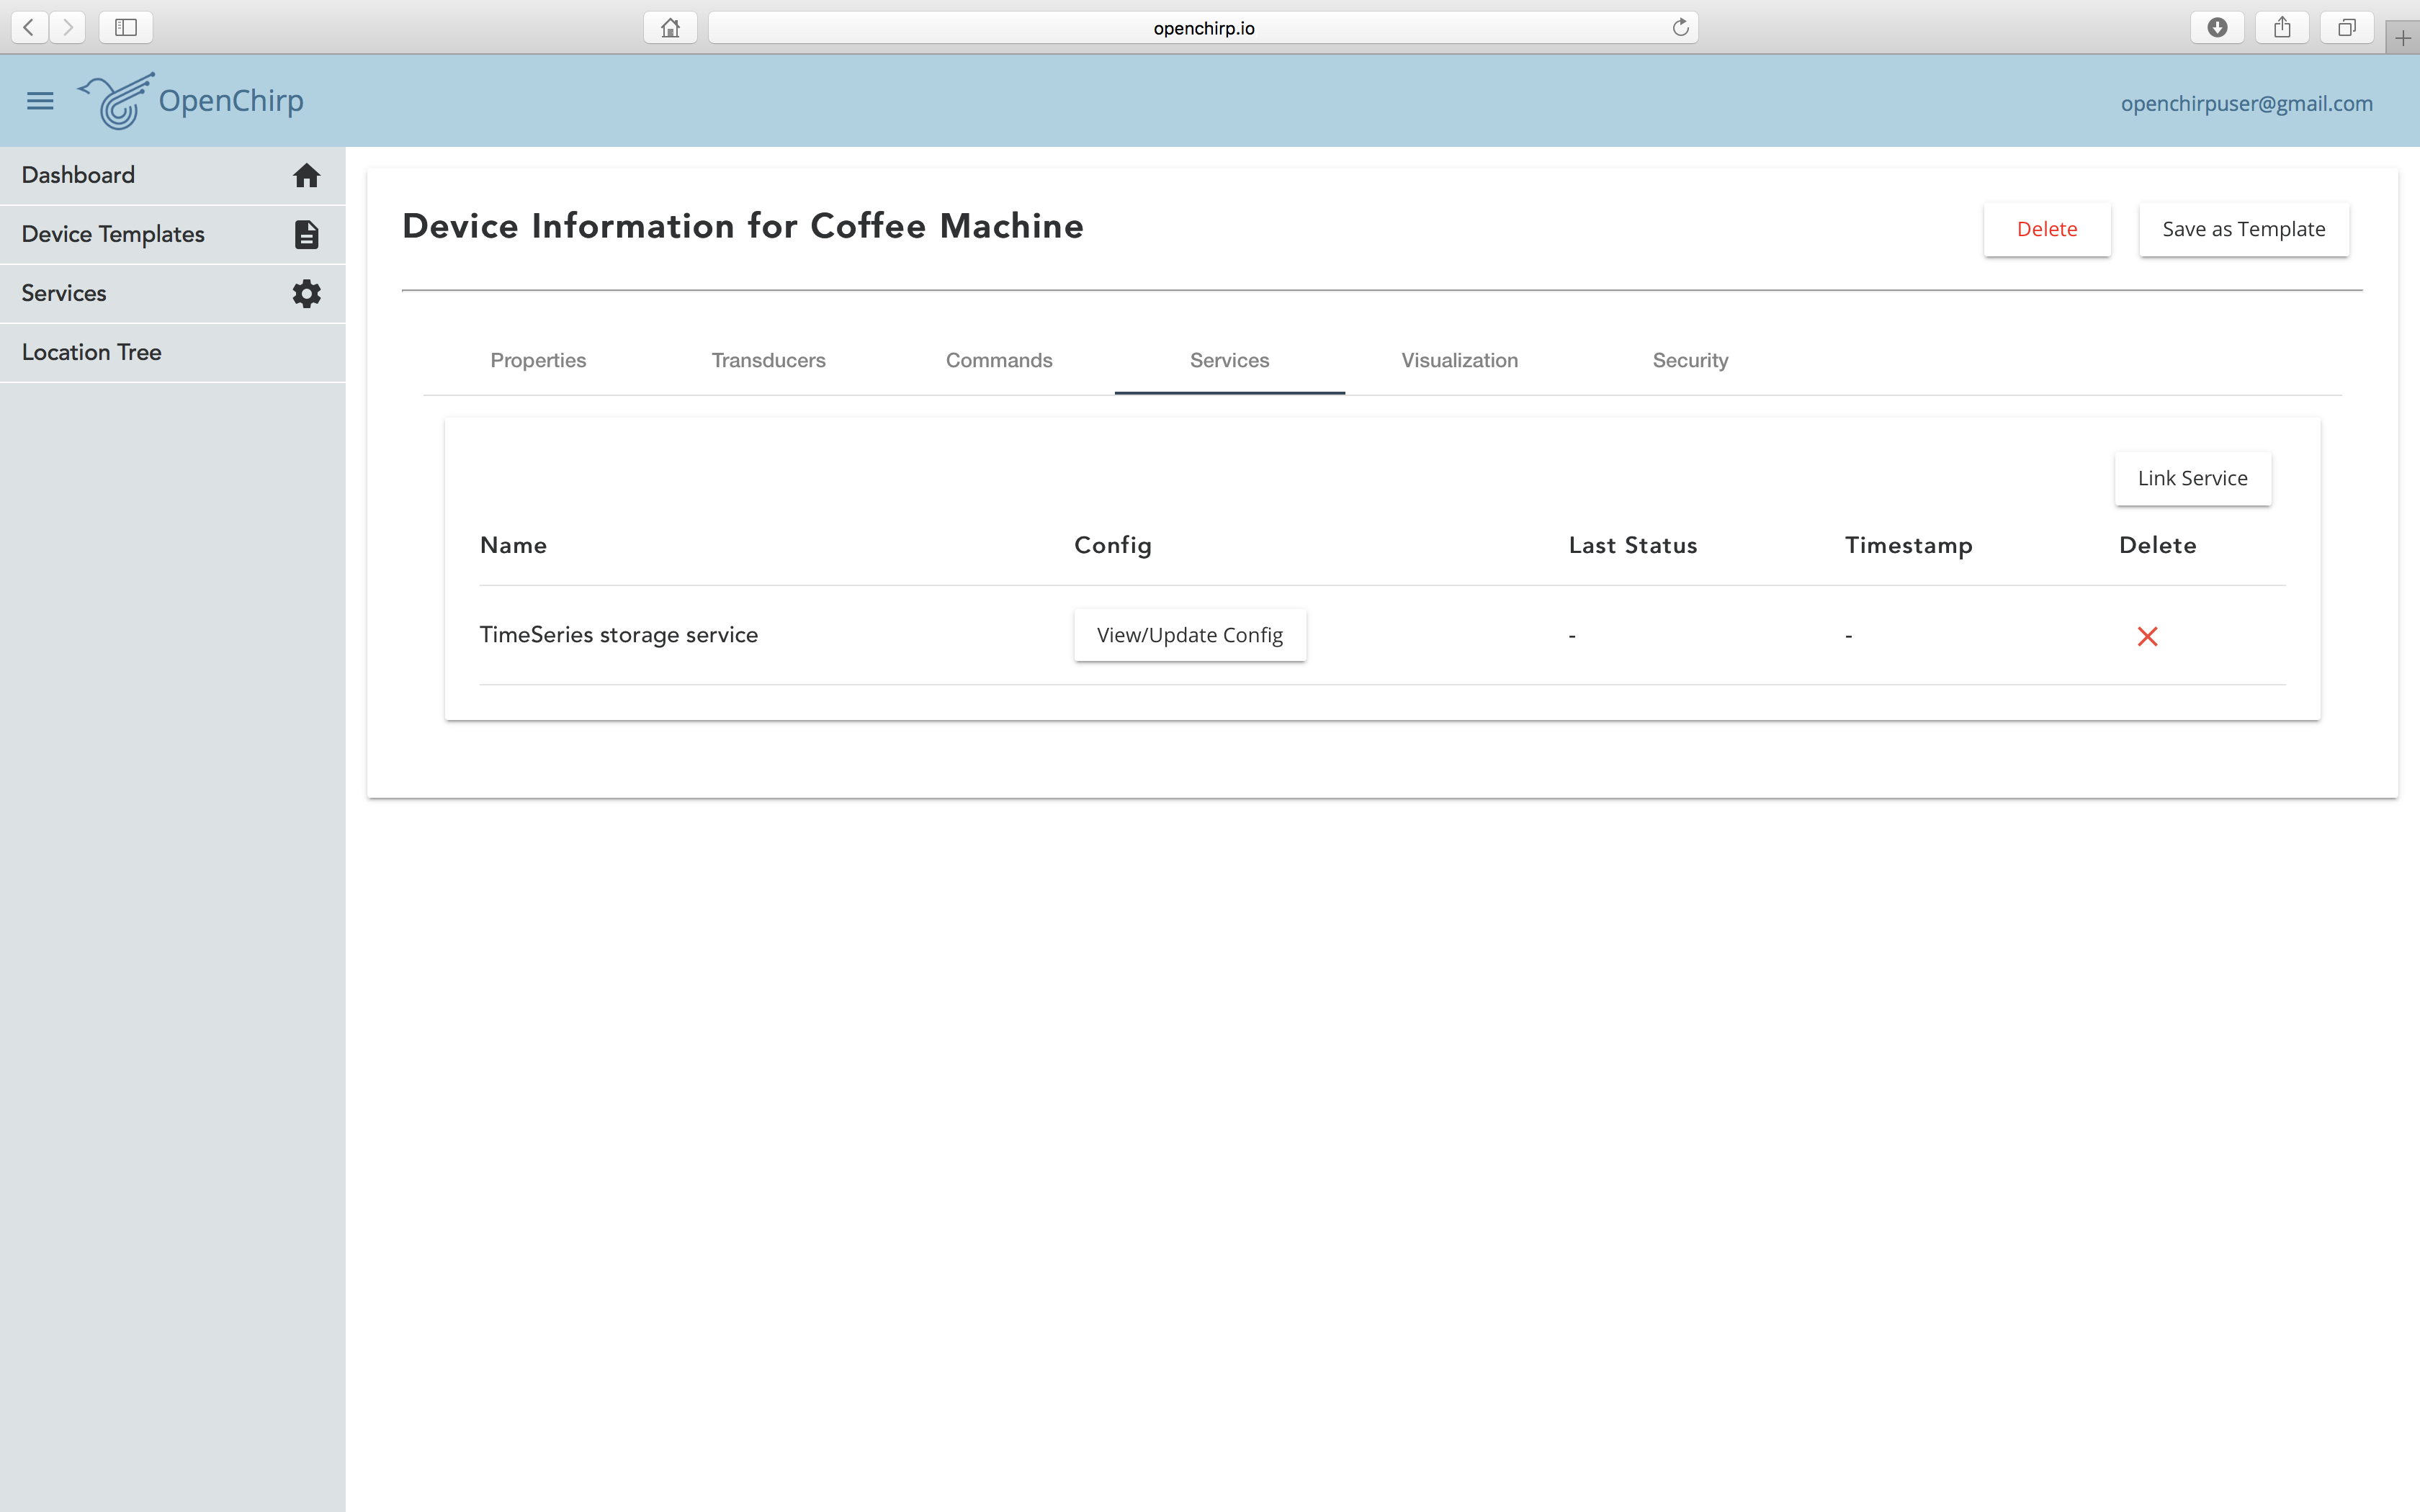 openchirp.io
OpenChirp
openchirpuser@gmail.com
Dashboard
Device Templates
Services
Location Tree
Device Information for Coffee Machine
Delete
Save as Template
Properties
Transducers
Commands
Services
Visualization
Security
Link Service
Name
Config
Last Status
Timestamp
Delete
TimeSeries storage service
View/Update Config
-
-